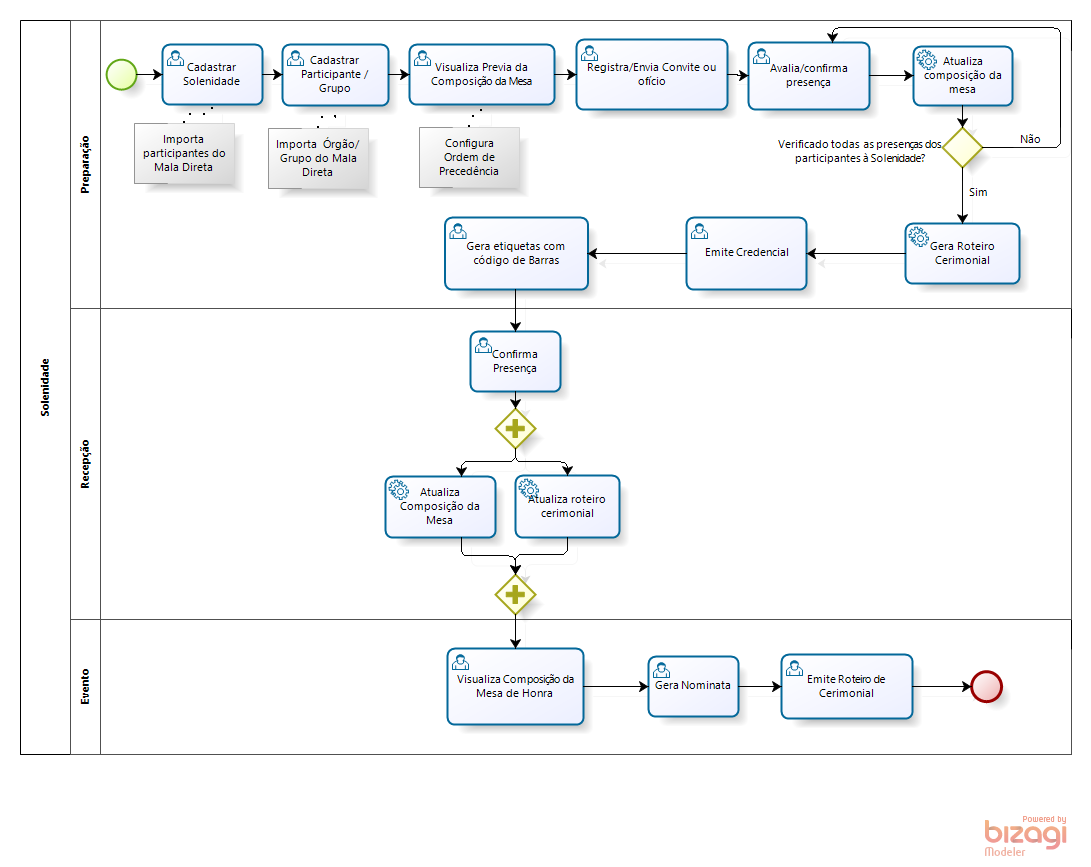 Solenidade
Preparação
Cadastrar
Solenidade
Cadastrar
Participante /
Grupo
Visualiza Previa da
Composição da Mesa
Registra/Envia Convite ou
ofício
Avalia/confirma
presença
Atualiza
composição da
mesa
Importa
participantes do
Mala Direta
Importa Órgão/
Grupo do Mala
Direta
Configura
Ordem de
Precedência
Verificado todas as presenças dos
participantes à Solenidade?
Não
Sim
Gera Roteiro
Cerimonial
Emite Credencial
Gera etiquetas com
código de Barras
Recepção
Confirma
Presença
Atualiza
Composição da
Mesa
Atualiza roteiro
cerimonial
Evento
Visualiza Composição da
Mesa de Honra
Gera Nominata
Emite Roteiro de
Cerimonial
Powered by
bizagi
Modeler